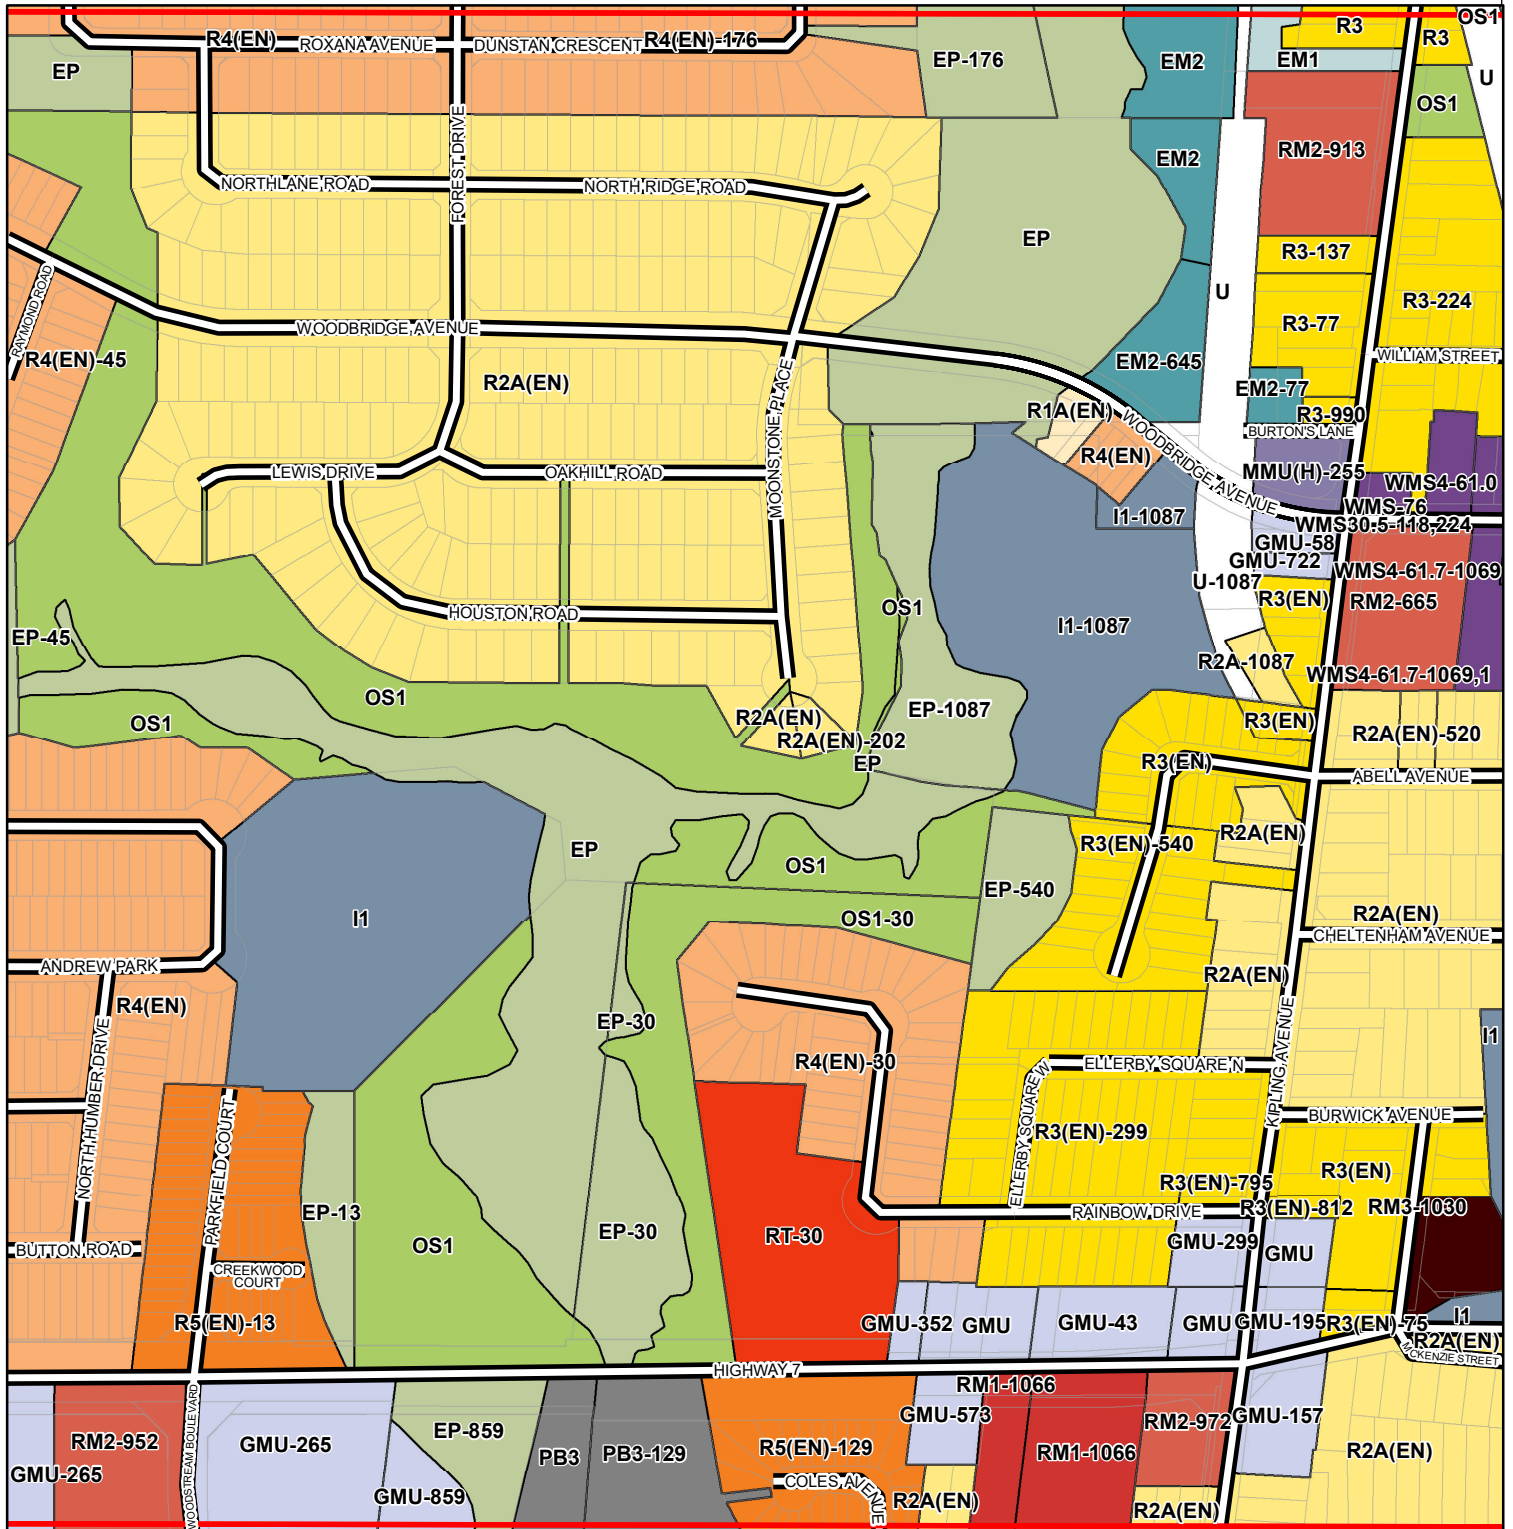 OS1
R3
R3
R4(EN)
ROXANA AVENUE
DUNSTAN CRESCENT
R4(EN)-176
EP-176
EM2
EM1
EP
U
OS1
FOREST DRIVE
RM2-913
EM2
NORTHLANE ROAD
NORTH RIDGE ROAD
EP
R3-137
U
R3-224
RAYMOND ROAD
WOODBRIDGE AVENUE
R3-77
R4(EN)-45
WILLIAM STREET
EM2-645
R2A(EN)
MOONSTONE PLACE
EM2-77
R1A(EN)
R3-990
WOODBRIDGE AVENUE
BURTON'S LANE
R4(EN)
LEWIS DRIVE
OAKHILL ROAD
MMU(H)-255
WMS4-61.0
WMS-76
I1-1087
WMS30.5-118,224
GMU-58
GMU-722
WMS4-61.7-1069
U-1087
R3(EN)
RM2-665
HOUSTON ROAD
OS1
I1-1087
EP-45
R2A-1087
WMS4-61.7-1069,1
OS1
EP-1087
OS1
R2A(EN)
R3(EN)
R2A(EN)-520
R2A(EN)-202
EP
R3(EN)
ABELL AVENUE
R2A(EN)
R3(EN)-540
EP
OS1
EP-540
I1
OS1-30
R2A(EN)
CHELTENHAM AVENUE
ANDREW PARK
R2A(EN)
R4(EN)
EP-30
KIPLING AVENUE
I1
NORTH HUMBER DRIVE
R4(EN)-30
ELLERBY SQUARE N
ELLERBY SQUARE W
BURWICK AVENUE
R3(EN)-299
PARKFIELD COURT
R3(EN)
R3(EN)-795
EP-13
RAINBOW DRIVE
R3(EN)-812
RM3-1030
EP-30
RT-30
BUTTON ROAD
OS1
GMU-299
GMU
CREEKWOOD
COURT
R5(EN)-13
GMU-352
GMU
GMU-43
GMU
GMU-195
R3(EN)-75
I1
R2A(EN)
MCKENZIE STREET
HIGHWAY 7
RM1-1066
WOODSTREAM BOULEVARD
GMU-573
RM2-972
GMU-157
EP-859
RM2-952
GMU-265
PB3
PB3-129
R5(EN)-129
RM1-1066
R2A(EN)
GMU-265
COLES AVENUE
GMU-859
R2A(EN)
R2A(EN)